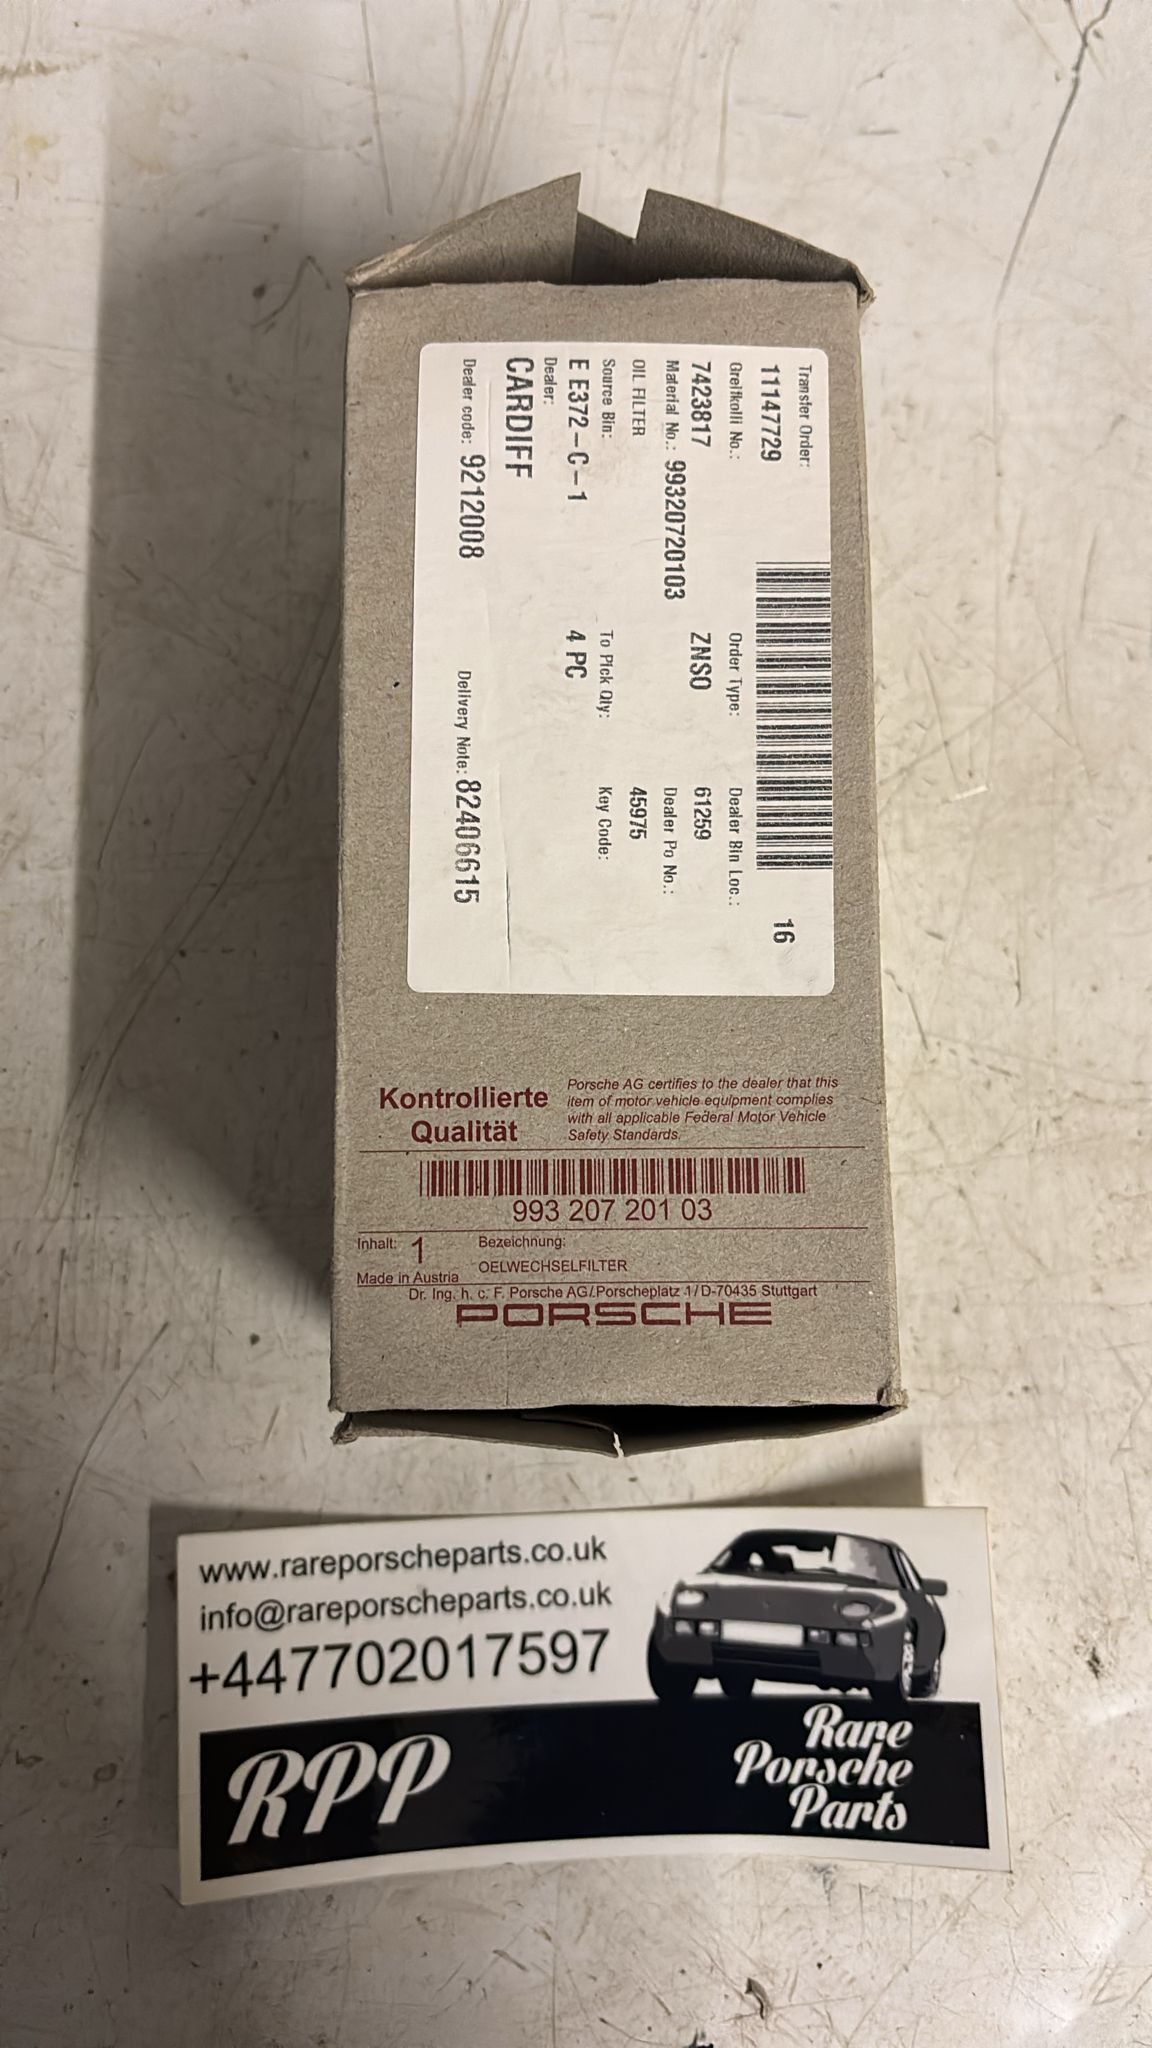 Transfer Order:
11147729
16
Greifkolli No.:
Order Type:
Dealer Bin Loc.:
7423817
ZNSO
61259
Material No.: 99320720103
Dealer Po No.:
OIL FILTER
45975
Source Bin:
To Pick Qty:
Key Code:
E E372-C-1
4 PC
Dealer:
CARDIFF
Dealer code: 9212008
Delivery Note: 82406615
Kontrollierte
Qualität
Porsche AG certifies to the dealer that this
item of motor vehicle equipment complies
with all applicable Federal Motor Vehicle
Safety Standards.
993 207 201 03
Inhalt: 1
Bezeichnung:
OELWECHSELFILTER
Made in Austria
Dr. Ing. h. c. F. Porsche AG/.Porscheplatz 1/D-70435 Stuttgart
PORSCHE
www.rareporscheparts.co.uk
info@rareporscheparts.co.uk
+447702017597
RPP
Rare
Porsche
Parts